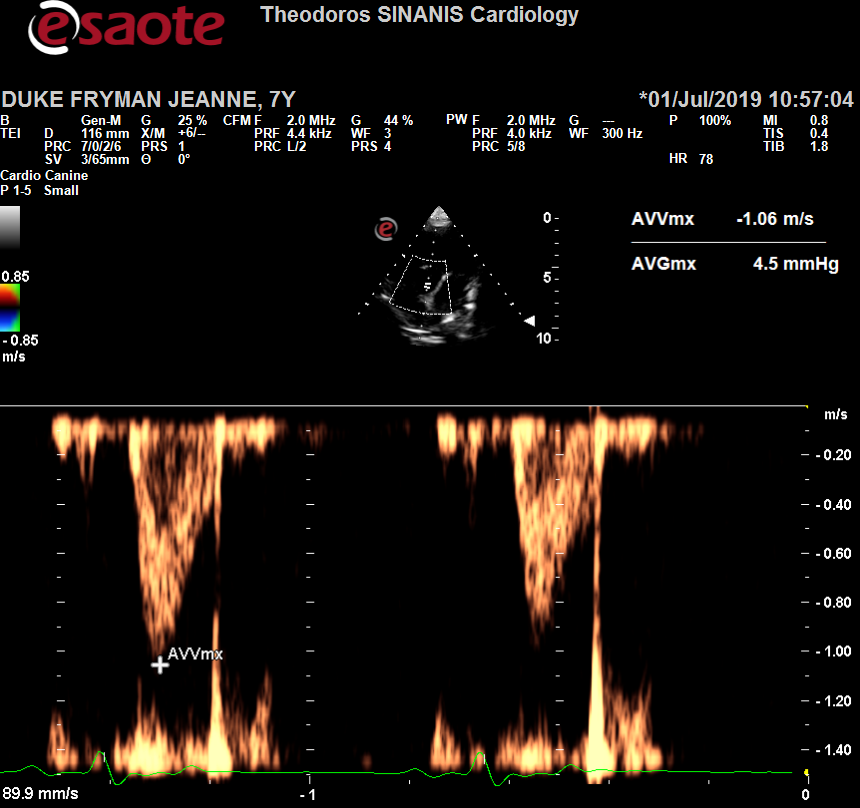 esaote
Theodoros SINANIS Cardiology
DUKE FRYMAN JEANNE, 7Y *01/Jul/2019 10:57:04
B Gen-M G 25 % CFM F 2.0 MHz G 44 % PW F 2.0 MHz G --- P 100% MI 0.8
TEI D 116 mm X/M +6/-- PRF 4.4 kHz WF 3 PRF 4.0 kHz WF 300 Hz TIS 0.4
PRC 7/0/2/6 PRS 1 PRC L/2 PRS 4 PRC 5/8 TIB 1.8
SV 3/65mm Θ 0° HR 78
Cardio Canine
P 1-5 Small
e
0
5
10
AVVmx -1.06 m/s
AVGmx 4.5 mmHg
0.85
- 0.85
m/s
m/s
- 0.20
- 0.40
- 0.60
- 0.80
- 1.00
- 1.20
- 1.40
AVVmx
89.9 mm/s
- 1
0